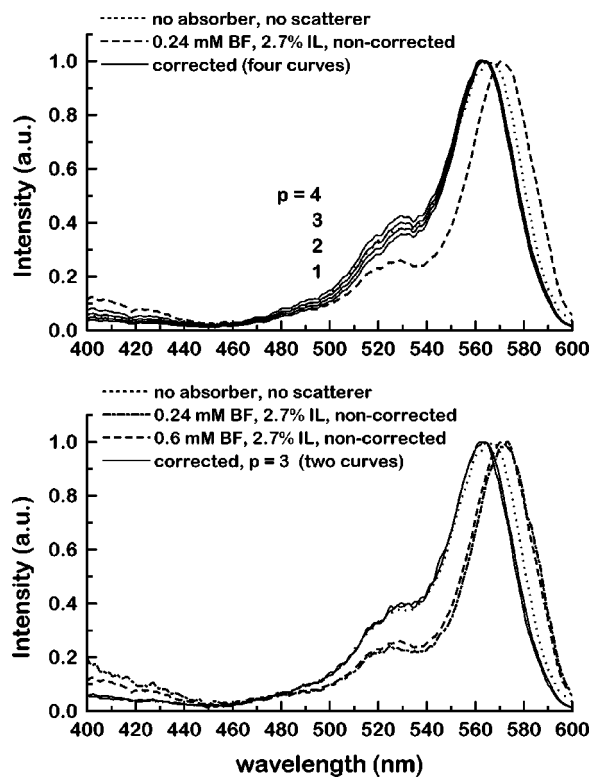 no absorber, no scatterer
0.24 mM BF, 2.7% IL, non-corrected
corrected (four curves)
1.0
0.8
0.6
0.4
0.2
0.0
Intensity (a.u.)
p = 4
3
2
1
400 420 440 460 480 500 520 540 560 580 600
no absorber, no scatterer
0.24 mM BF, 2.7% IL, non-corrected
0.6 mM BF, 2.7% IL, non-corrected
corrected, p = 3 (two curves)
1.0
0.8
0.6
0.4
0.2
0.0
Intensity (a.u.)
400 420 440 460 480 500 520 540 560 580 600
wavelength (nm)